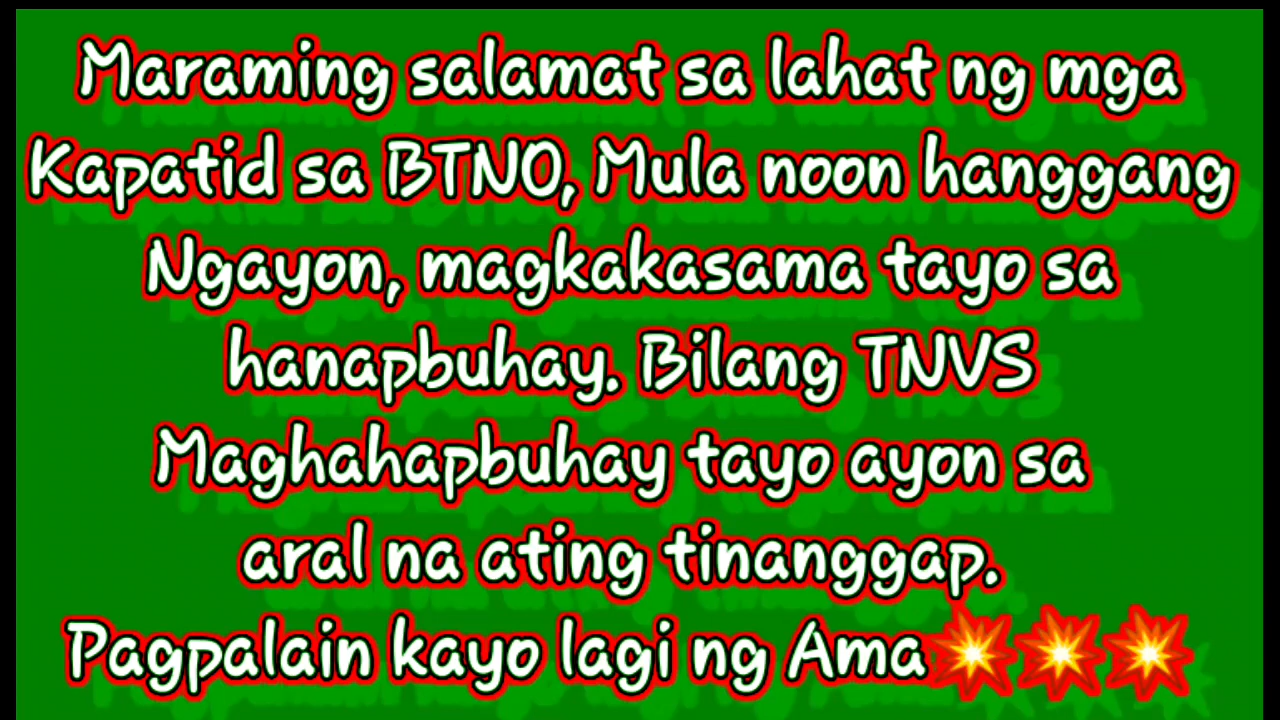 Maraming salamat sa lahat ng mga
Kapatid sa BTNO, Mula noon hanggang
Ngayon, magkakasama tayo sa
hanapbuhay. Bilang TNVS
Maghahapbuhay tayo ayon sa
aral na ating tinanggap.
Pagpalain kayo lagi ng Ama💥💥💥